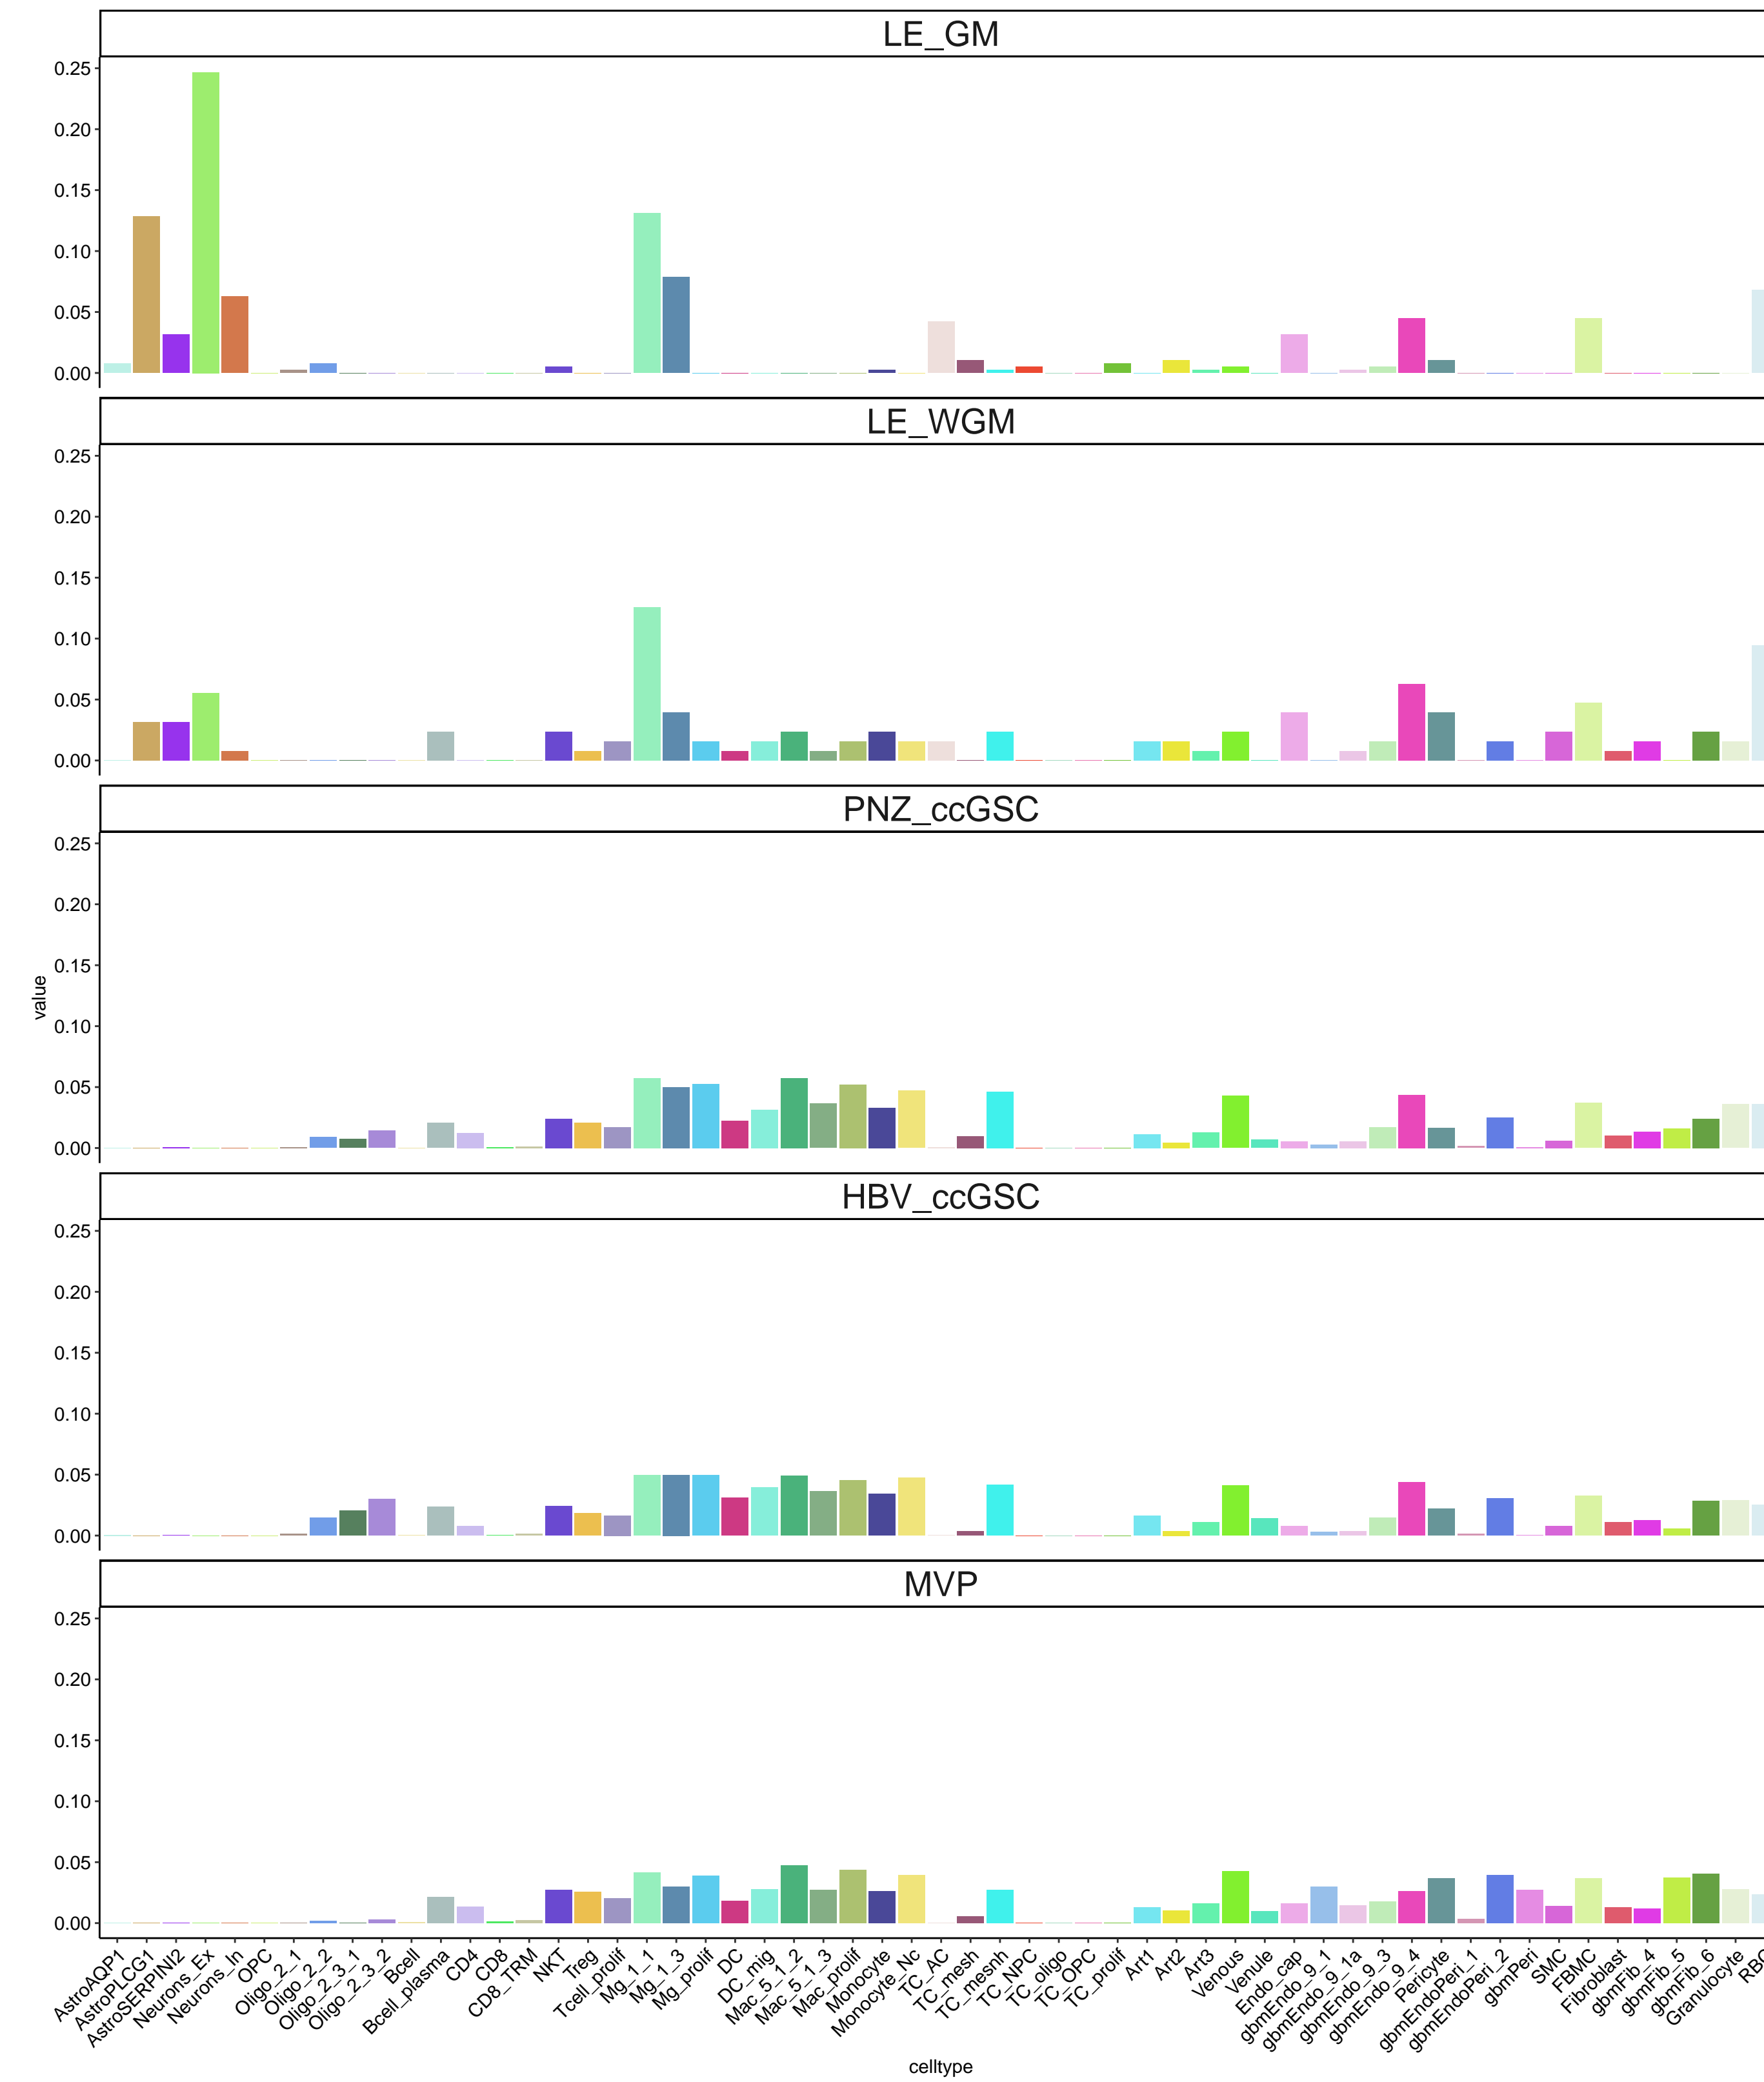 LE_GM
0.25
0.20
0.15
0.10
0.05
0.00
LE_WGM
0.25
0.20
0.15
0.10
0.05
0.00
PNZ_ccGSC
0.25
0.20
0.15
0.10
0.05
0.00
value
HBV_ccGSC
0.25
0.20
0.15
0.10
0.05
0.00
MVP
0.25
0.20
0.15
0.10
0.05
0.00
AstroAQP1
AstroPLCG1
AstroSERPINI2
Neurons_Ex
Neurons_In
OPC
Oligo_2_1
Oligo_2_2
Oligo_2_3_1
Oligo_2_3_2
Bcell
Bcell_plasma
CD4
CD8
CD8_TRM
NKT
Treg
Tcell_prolif
Mg_1_1
Mg_1_3
Mg_prolif
DC
DC_mig
Mac_5_1_2
Mac_5_1_3
Mac_prolif
Monocyte
Monocyte_Nc
TC_AC
TC_mesh
TC_mesnh
TC_NPC
TC_oligo
TC_OPC
TC_prolif
Art1
Art2
Art3
Venous
Venule
Endo_cap
gbmEndo_9_1
gbmEndo_9_1a
gbmEndo_9_3
gbmEndo_9_4
Pericyte
gbmEndoPeri_1
gbmEndoPeri_2
gbmPeri
SMC
FBMC
Fibroblast
gbmFib_4
gbmFib_5
gbmFib_6
Granulocyte
RBC
celltype